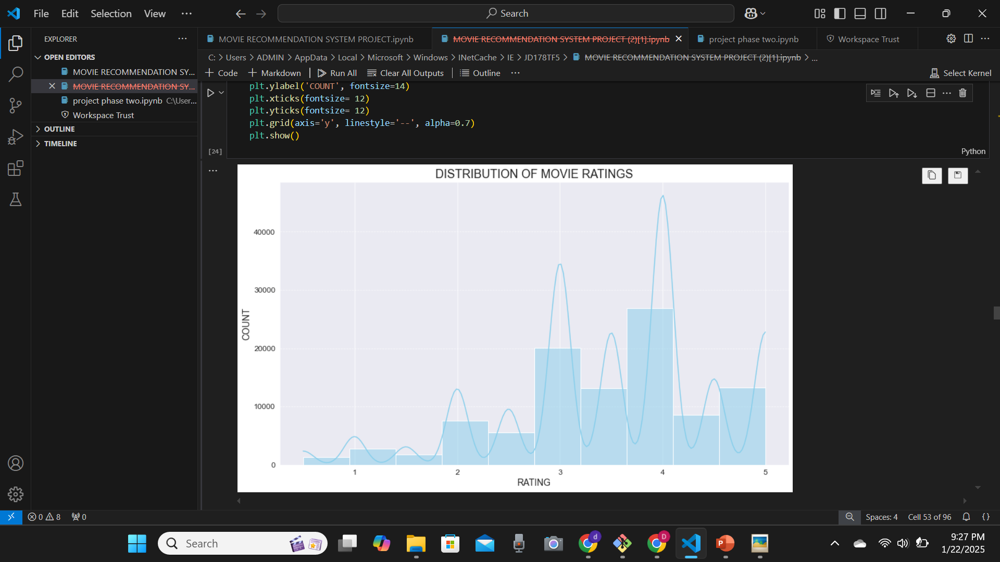 File Edit Selection View ...
Search
EXPLORER ...
MOVIE RECOMMENDATION SYSTEM PROJECT.ipynb
MOVIE RECOMMENDATION SYSTEM PROJECT (2)[1].ipynb
project phase two.ipynb
Workspace Trust
OPEN EDITORS
MOVIE RECOMMENDATION SY...
MOVIE RECOMMENDATION SY...
project phase two.ipynb C:\User...
Workspace Trust
OUTLINE
TIMELINE
C: > Users > ADMIN > AppData > Local > Microsoft > Windows > INetCache > IE > JD178TF5 > MOVIE RECOMMENDATION SYSTEM PROJECT (2)[1].ipynb > ...
+ Code + Markdown | Run All Clear All Outputs | Outline ...
Select Kernel
plt.ylabel('COUNT', fontsize=14)
plt.xticks(fontsize= 12)
plt.yticks(fontsize= 12)
plt.grid(axis='y', linestyle='--', alpha=0.7)
plt.show()
[24]
Python
DISTRIBUTION OF MOVIE RATINGS
40000
30000
20000
10000
0
COUNT
1 2 3 4 5
RATING
0 8 0
Spaces: 4 Cell 53 of 96
Search
d
D
P
9:27 PM
1/22/2025